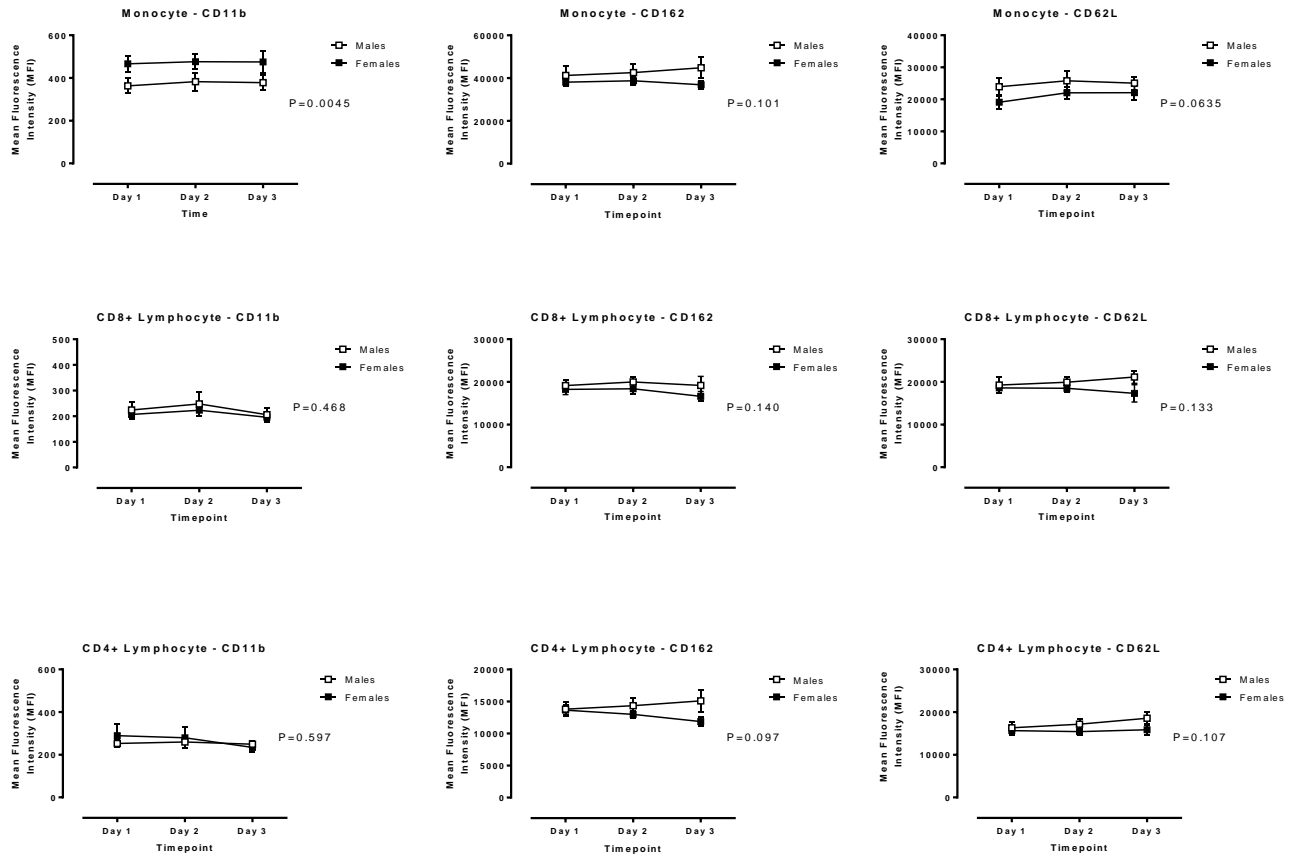 Monocyte - CD11b
Mean Fluorescence
Intensity (MFI)
600
400
200
0
Males
Females
P=0.0045
Day 1 Day 2 Day 3
Time
Monocyte - CD162
Mean Fluorescence
Intensity (MFI)
60000
40000
20000
0
Males
Females
P=0.101
Day 1 Day 2 Day 3
Timepoint
Monocyte - CD62L
Mean Fluorescence
Intensity (MFI)
40000
30000
20000
10000
0
Males
Females
P=0.0635
Day 1 Day 2 Day 3
Timepoint
CD8+ Lymphocyte - CD11b
Mean Fluorescence
Intensity (MFI)
500
400
300
200
100
0
Males
Females
P=0.468
Day 1 Day 2 Day 3
Timepoint
CD8+ Lymphocyte - CD162
Mean Fluorescence
Intensity (MFI)
30000
20000
10000
0
Males
Females
P=0.140
Day 1 Day 2 Day 3
Timepoint
CD8+ Lymphocyte - CD62L
Mean Fluorescence
Intensity (MFI)
30000
20000
10000
0
Males
Females
P=0.133
Day 1 Day 2 Day 3
Timepoint
CD4+ Lymphocyte - CD11b
Mean Fluorescence
Intensity (MFI)
600
400
200
0
Males
Females
P=0.597
Day 1 Day 2 Day 3
Timepoint
CD4+ Lymphocyte - CD162
Mean Fluorescence
Intensity (MFI)
20000
15000
10000
5000
0
Males
Females
P=0.097
Day 1 Day 2 Day 3
Timepoint
CD4+ Lymphocyte - CD62L
Mean Fluorescence
Intensity (MFI)
30000
20000
10000
0
Males
Females
P=0.107
Day 1 Day 2 Day 3
Timepoint